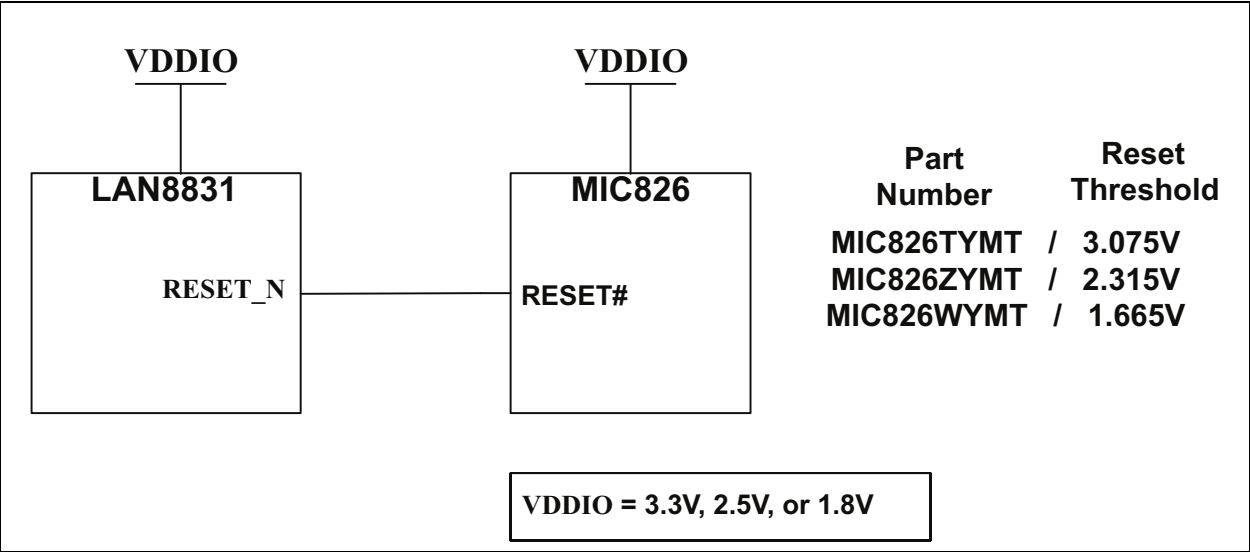 VDDIO
VDDIO
LAN8831
MIC826
RESET_N
RESET#
Part Number
Reset Threshold
MIC826TYMT / 3.075V
MIC826ZYMT / 2.315V
MIC826WYMT / 1.665V
VDDIO = 3.3V, 2.5V, or 1.8V